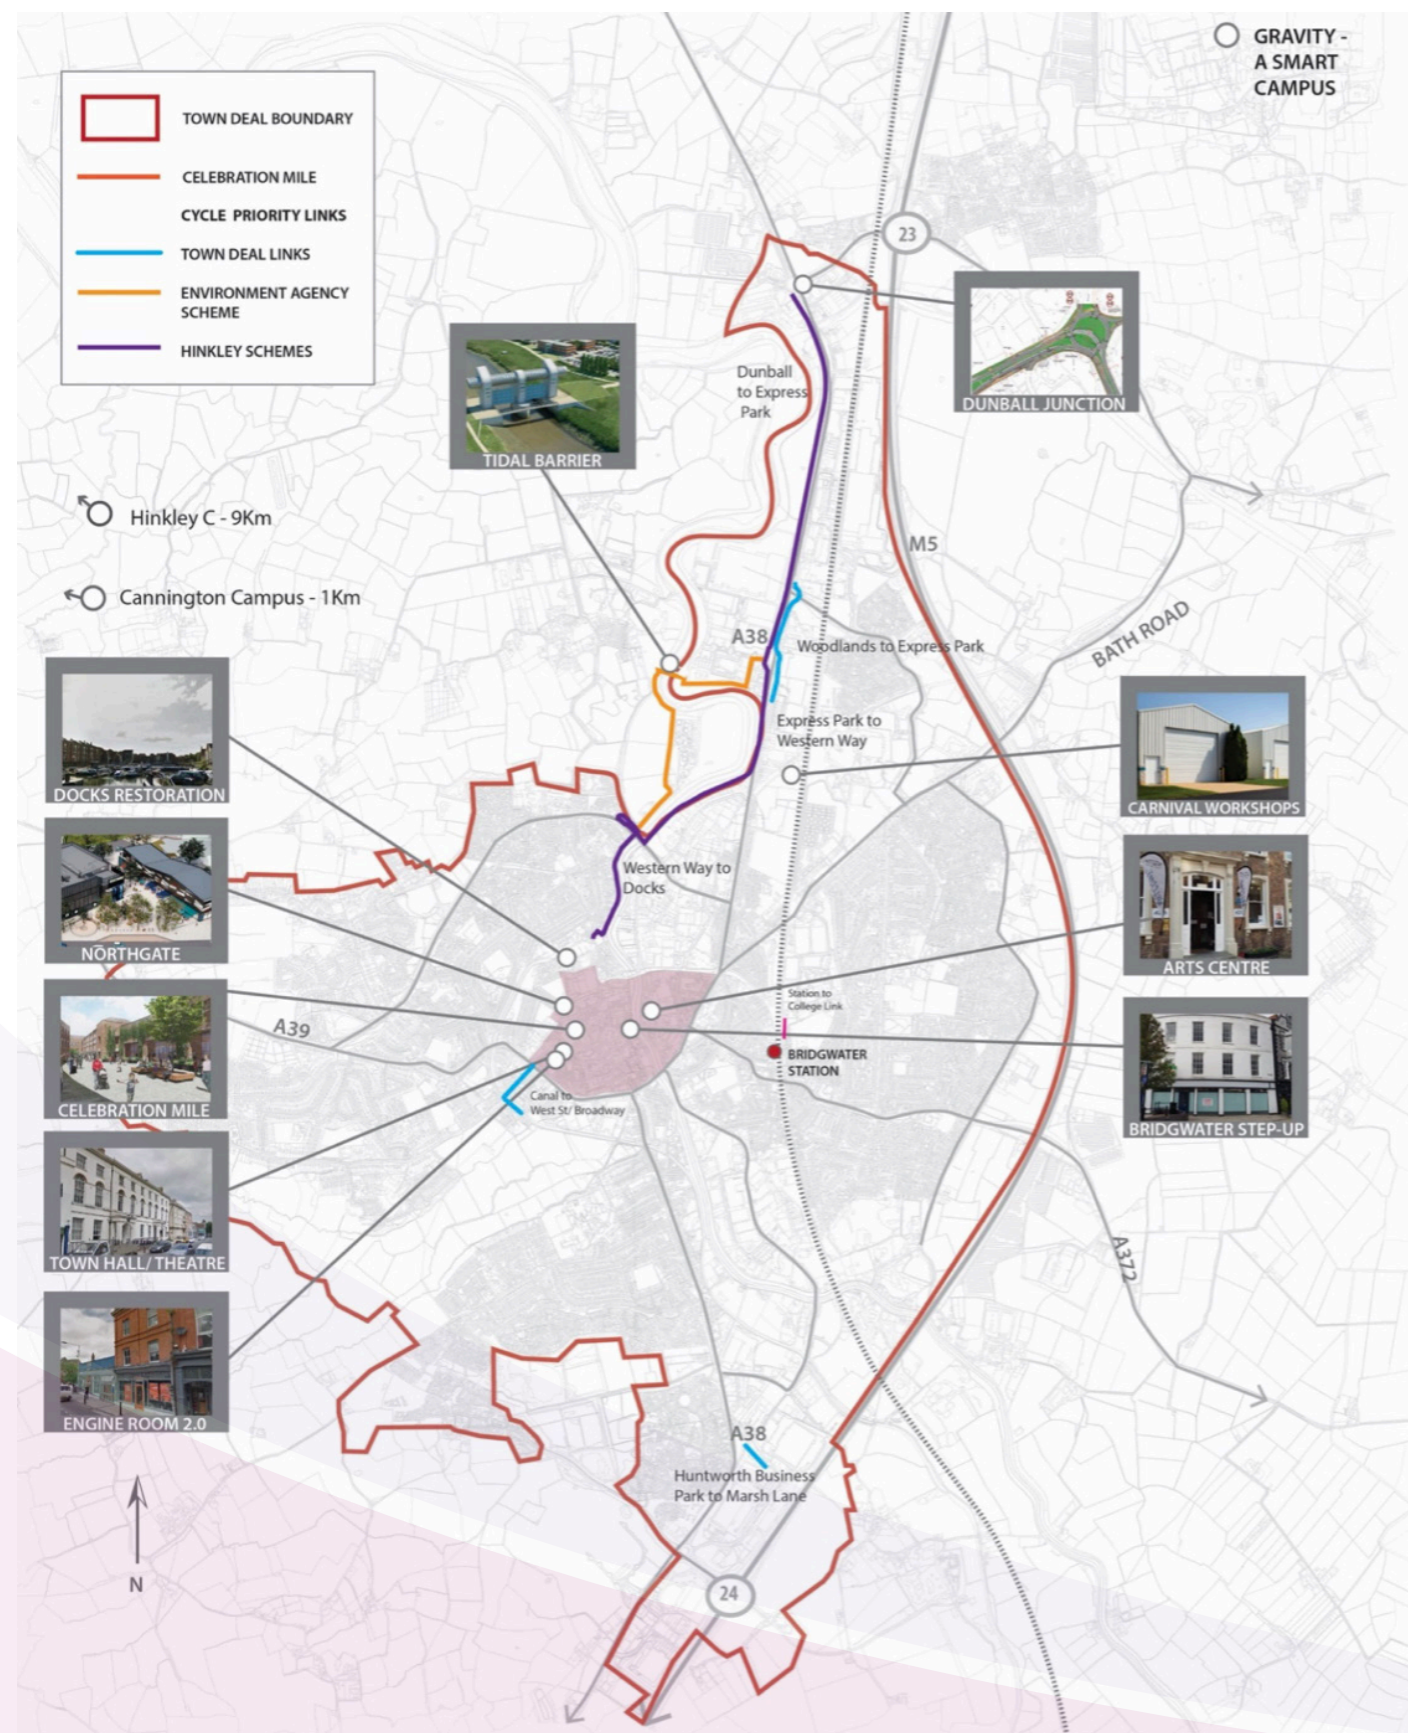 GRAVITY -
A SMART
CAMPUS
TOWN DEAL BOUNDARY
CELEBRATION MILE
CYCLE PRIORITY LINKS
TOWN DEAL LINKS
ENVIRONMENT AGENCY
SCHEME
HINKLEY SCHEMES
23
DUNBALL JUNCTION
Dunball
to Express
Park
TIDAL BARRIER
Hinkley C - 9Km
M5
Cannington Campus - 1Km
A38
Woodlands to Express Park
BATH ROAD
Express Park to
Western Way
DOCKS RESTORATION
CARNIVAL WORKSHOPS
Western Way to
Docks
NORTHGATE
ARTS CENTRE
Station to
College Link
A39
BRIDGWATER
STATION
CELEBRATION MILE
Canal to
West St/ Broadway
BRIDGWATER STEP-UP
TOWN HALL/ THEATRE
A372
ENGINE ROOM 2.0
A38
Huntworth Business
Park to Marsh Lane
N
24